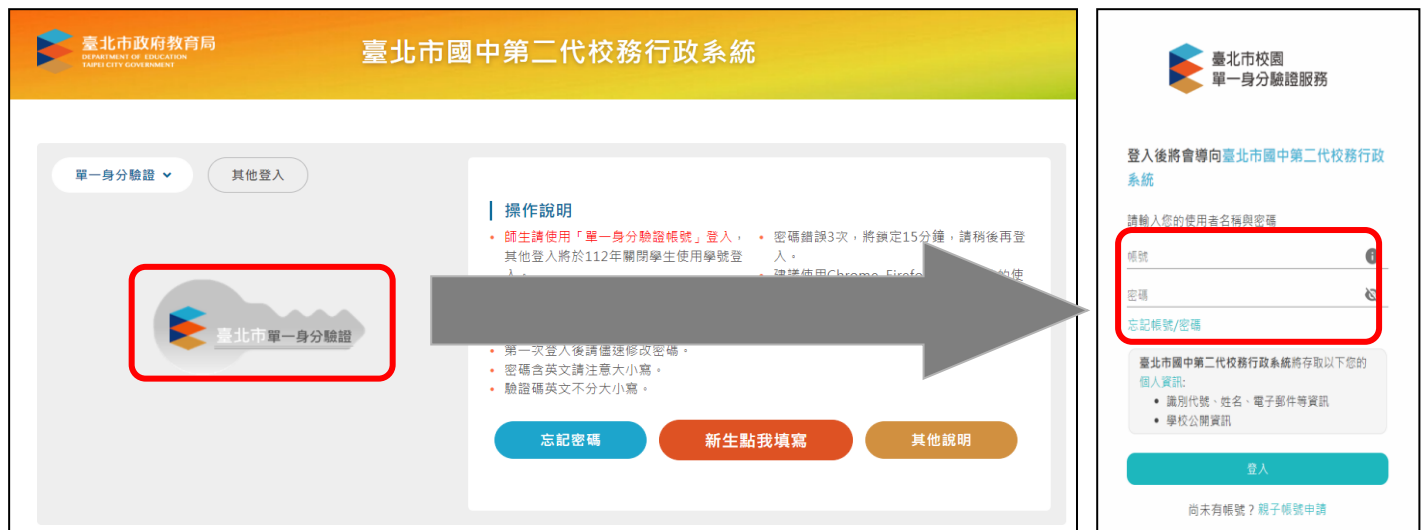 臺北市政府教育局
DEPARTMENT OF EDUCATION
TAIPEI CITY GOVERNMENT
臺北市國中第二代校務行政系統
單一身分驗證
其他登入
臺北市單一身分驗證
操作說明
師生請使用「單一身分驗證帳號」登入，
其他登入將於112年關閉學生使用學號登
入。
第一次登入後請儘速修改密碼。
密碼含英文請注意大小寫。
驗證碼英文不分大小寫。
密碼錯誤3次，將鎖定15分鐘，請稍後再登
入。
建議使用Chrome、Firefo
的使
忘記密碼
新生點我填寫
其他說明
臺北市校園
單一身分驗證服務
登入後將會導向臺北市國中第二代校務行政
系統
請輸入您的使用者名稱與密碼
帳號
密碼
忘記帳號/密碼
臺北市國中第二代校務行政系統將存取以下您的
個人資訊:
識別代號、姓名、電子郵件等資訊
學校公開資訊
登入
尚未有帳號？親子帳號申請